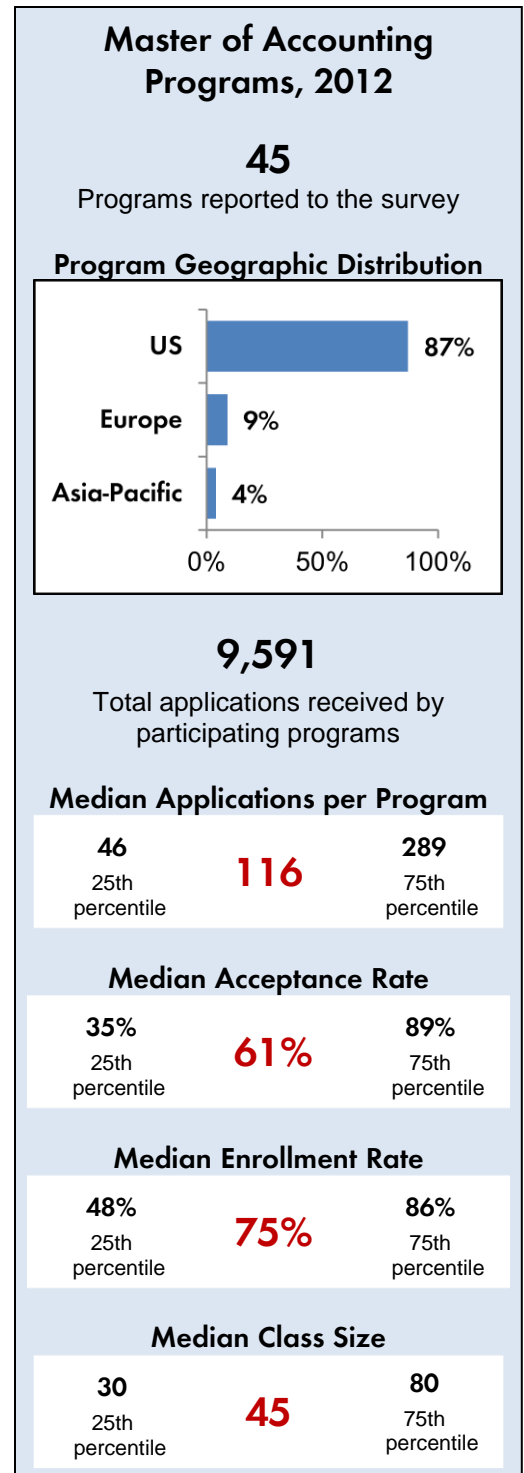 Master of Accounting
Programs, 2012
45
Programs reported to the survey
Program Geographic Distribution
US 87%
Europe 9%
Asia-Pacific 4%
0% 50% 100%
9,591
Total applications received by
participating programs
Median Applications per Program
46 116 289
25th 75th
percentile percentile
Median Acceptance Rate
35% 61% 89%
25th 75th
percentile percentile
Median Enrollment Rate
48% 75% 86%
25th 75th
percentile percentile
Median Class Size
30 45 80
25th 75th
percentile percentile